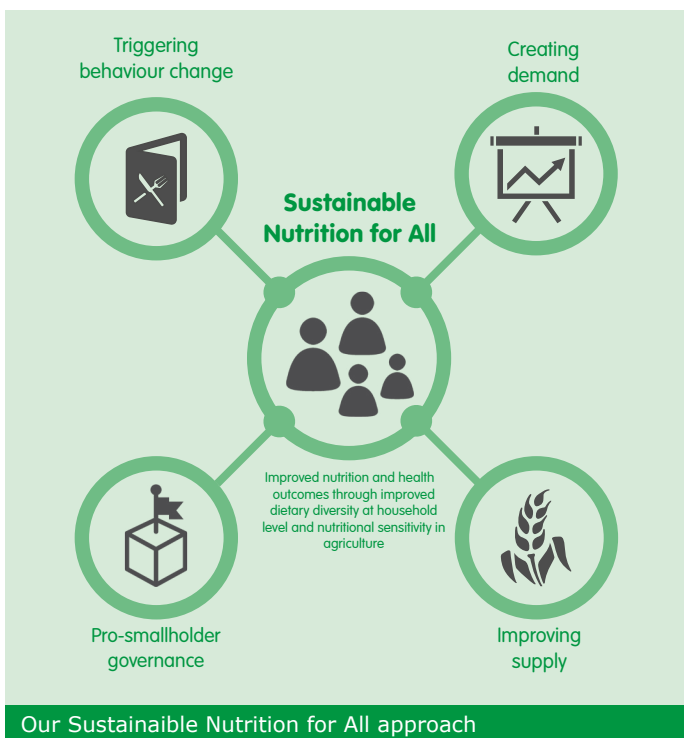 Triggering
behaviour change
Creating
demand
Sustainable
Nutrition for All
Improved nutrition and health
outcomes through improved
dietary diversity at household
level and nutritional sensitivity in
agriculture
Pro-smallholder
governance
Improving
supply
Our Sustainaible Nutrition for All approach